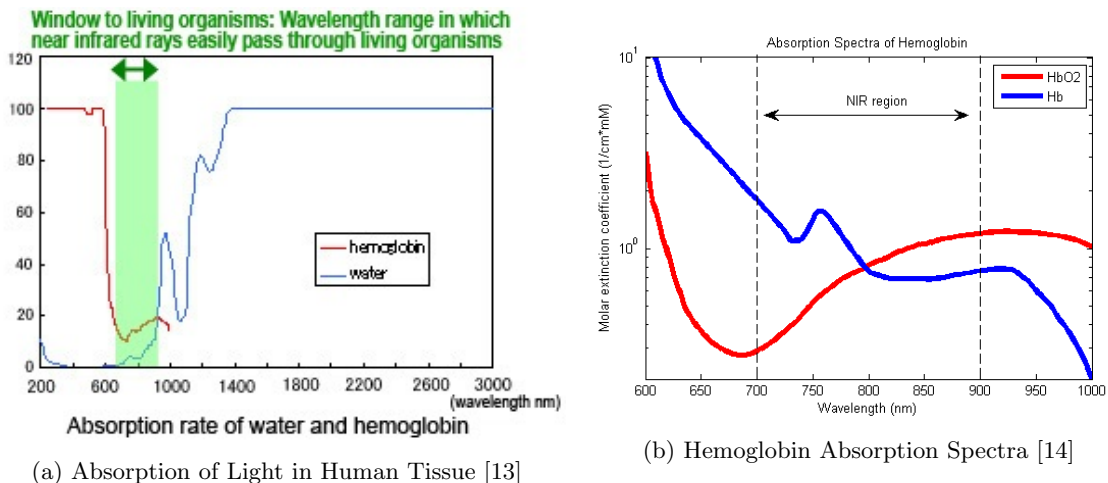 Window to living organisms: Wavelength range in which
near infrared rays easily pass through living organisms
120
100
80
60
40
20
0
hemoglobin
water
200 600 1000 1400 1800 2200 2600 3000
(wavelength nm)
Absorption rate of water and hemoglobin
(a) Absorption of Light in Human Tissue [13]
Absorption Spectra of Hemoglobin
10^1
10^0
Molar extinction coefficient (1/cm*mM)
NIR region
HbO2
Hb
600 650 700 750 800 850 900 950 1000
Wavelength (nm)
(b) Hemoglobin Absorption Spectra [14]